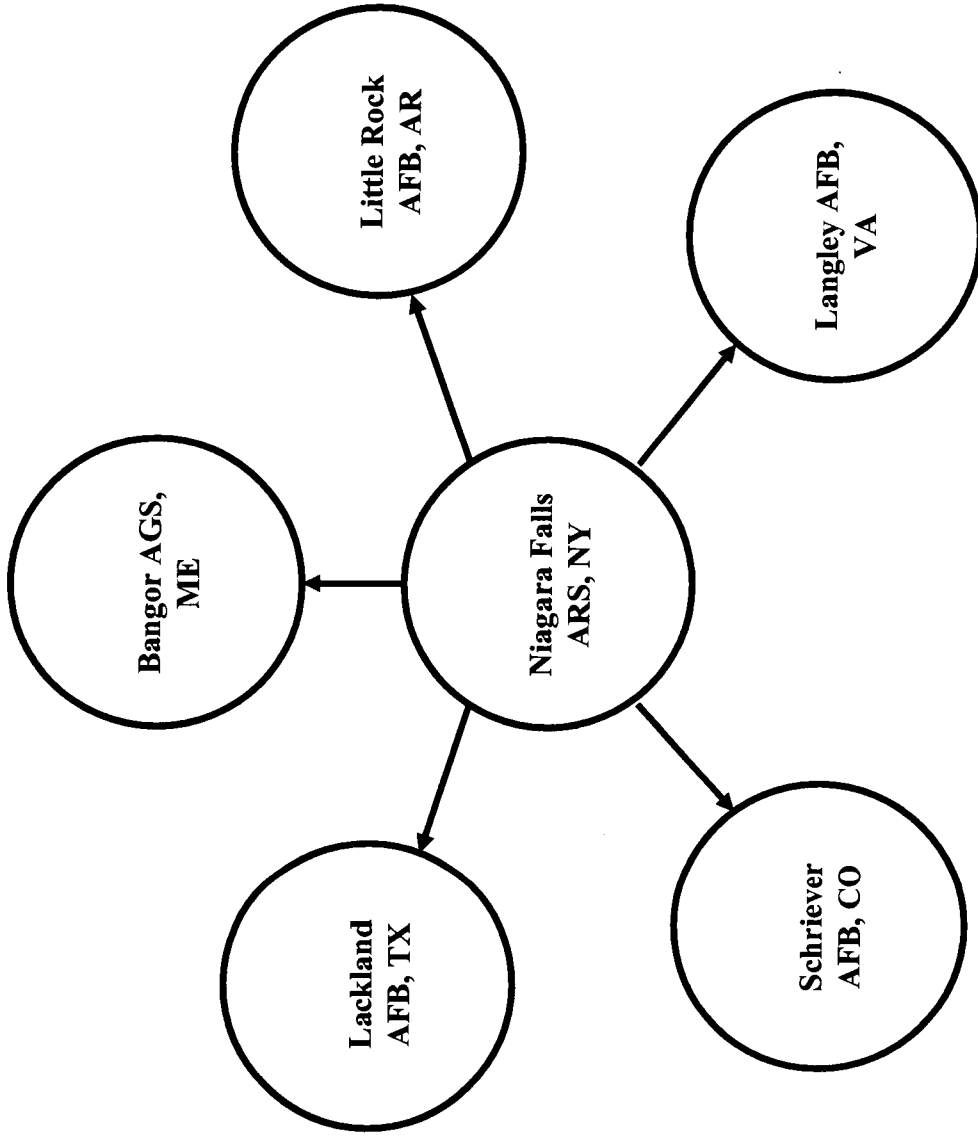 Bangor AGS,
ME
Lackland
AFB, TX
Little Rock
AFB, AR
Niagara Falls
ARS, NY
Schriever
AFB, CO
Langley AFB,
VA